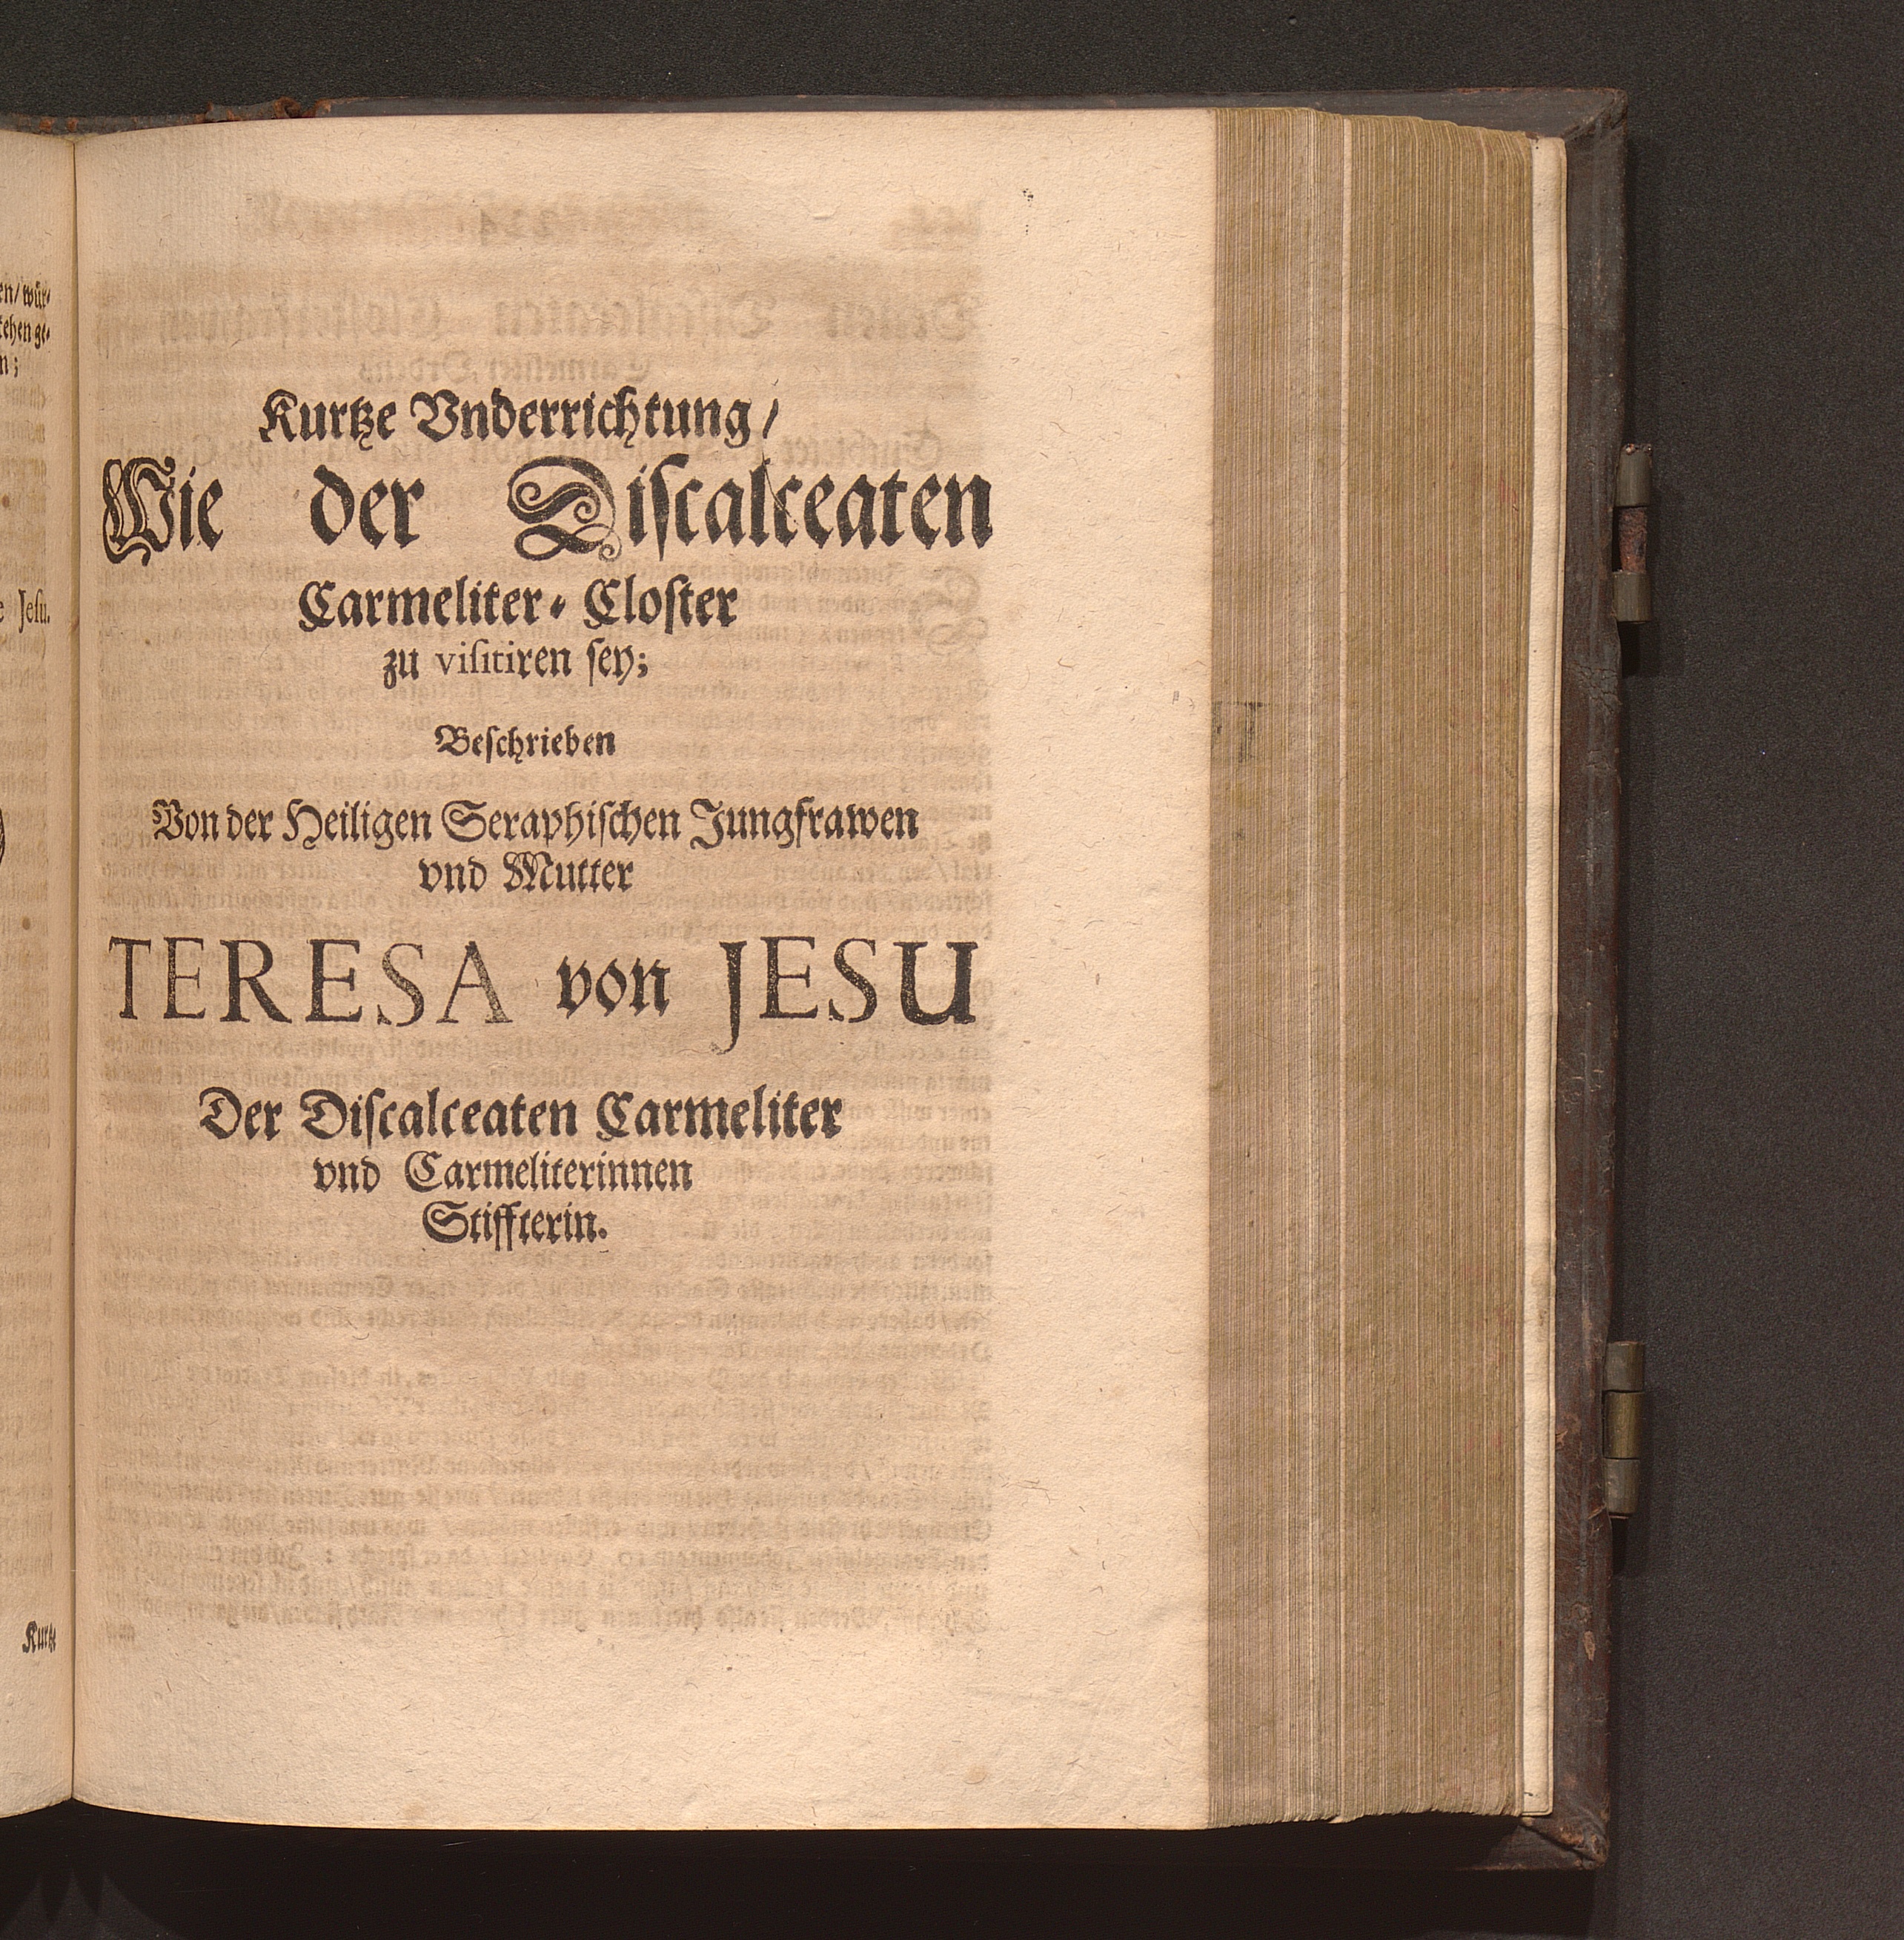 Kurtze Vnderrichtung/
Wie der Diſcalceaten
Carmeliter⸗ Cloſter
zu viſitiren ſey;
Beſchrieben
Von der Heiligen Seraphiſchen Jungfrawen
vnd Mutter
TERESA von JESU
Der Diſcalceaten Carmeliter
vnd Carmeliterinnen
Stiffterin.